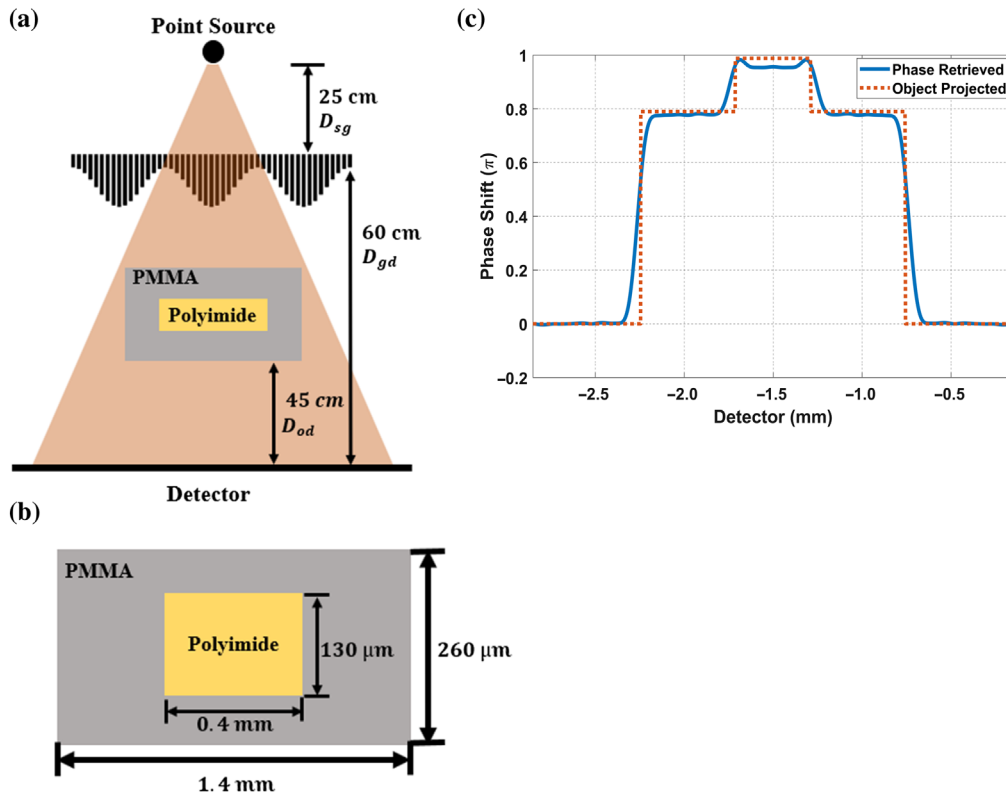 (a)
Point Source
25 cm
D_sg
60 cm
D_gd
PMMA
Polyimide
45 cm
D_od
Detector
(b)
PMMA
Polyimide
130 μm
260 μm
0.4 mm
1.4 mm
(c)
Phase Retrieved
Object Projected
Phase Shift (π)
1
0.8
0.6
0.4
0.2
0
−0.2
−2.5
−2.0
−1.5
−1.0
−0.5
Detector (mm)